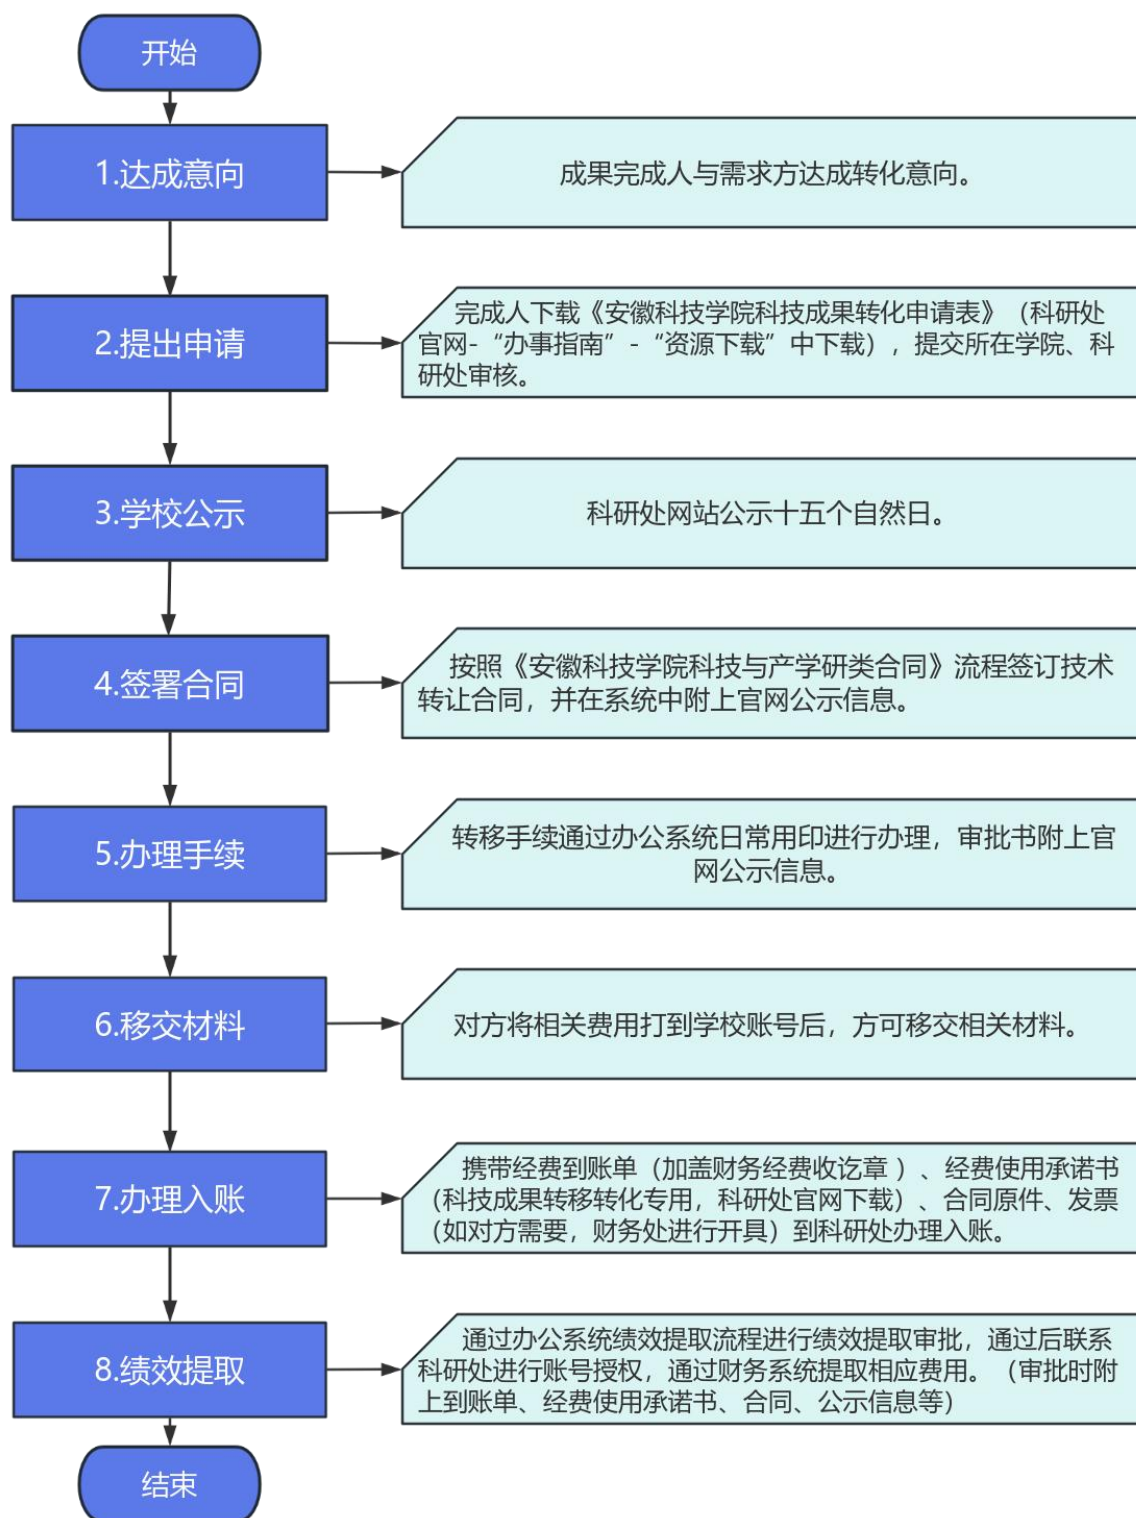 开始
1.达成意向
成果完成人与需求方达成转化意向。
2.提出申请
完成人下载《安徽科技学院科技成果转化申请表》（科研处
官网-“办事指南”-“资源下载”中下载），提交所在学院、科
研处审核。
3.学校公示
科研处网站公示十五个自然日。
4.签署合同
按照《安徽科技学院科技与产学研类合同》流程签订技术
转让合同，并在系统中附上官网公示信息。
5.办理手续
转移手续通过办公系统日常用印进行办理，审批书附上官
网公示信息。
6.移交材料
对方将相关费用打到学校账号后，方可移交相关材料。
7.办理入账
携带经费到账单（加盖财务经费收讫章 ）、经费使用承诺书
（科技成果转移转化专用，科研处官网下载）、合同原件、发票
（如对方需要，财务处进行开具）到科研处办理入账。
8.绩效提取
通过办公系统绩效提取流程进行绩效提取审批，通过后联系
科研处进行账号授权，通过财务系统提取相应费用。（审批时附
上到账单、经费使用承诺书、合同、公示信息等）
结束